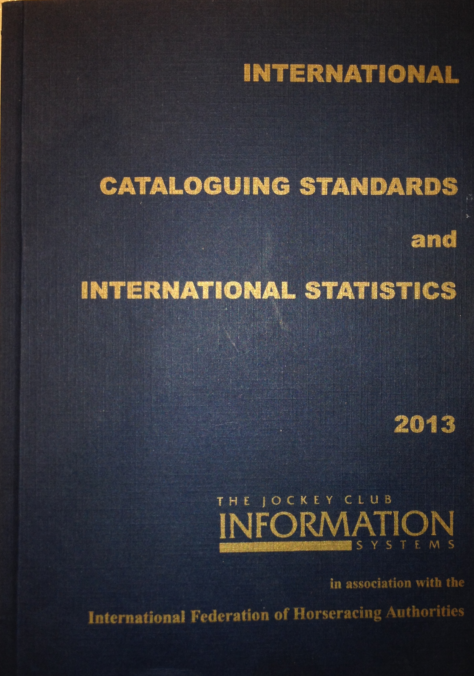 INTERNATIONAL
CATALOGUING STANDARDS
and
INTERNATIONAL STATISTICS
2013
THE JOCKEY CLUB
INFORMATION
SYSTEMS
in association with the
International Federation of Horseracing Authorities